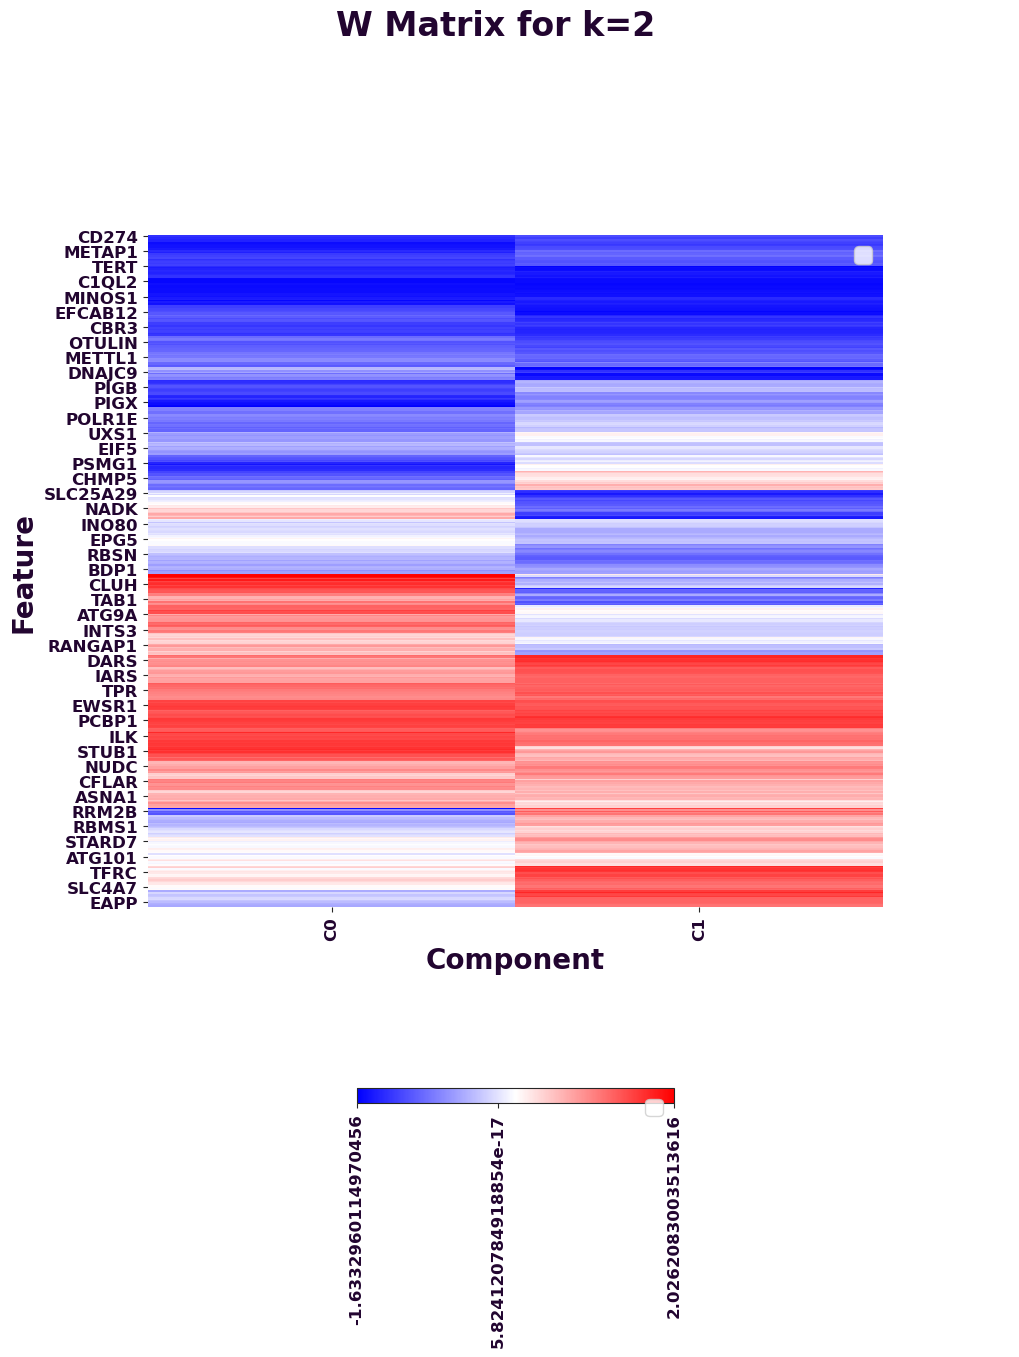 W Matrix for k=2
CD274
METAP1
TERT
C1QL2
MINOS1
EFCAB12
CBR3
OTULIN
METTL1
DNAJC9
PIGB
PIGX
POLR1E
UXS1
EIF5
PSMG1
CHMP5
SLC25A29
NADK
INO80
EPG5
RBSN
BDP1
CLUH
TAB1
ATG9A
INTS3
RANGAP1
DARS
IARS
TPR
EWSR1
PCBP1
ILK
STUB1
NUDC
CFLAR
ASNA1
RRM2B
RBMS1
STARD7
ATG101
TFRC
SLC4A7
EAPP
Feature
C0
C1
Component
-1.6332960114970456
5.824120784918854e-17
2.0262083003513616